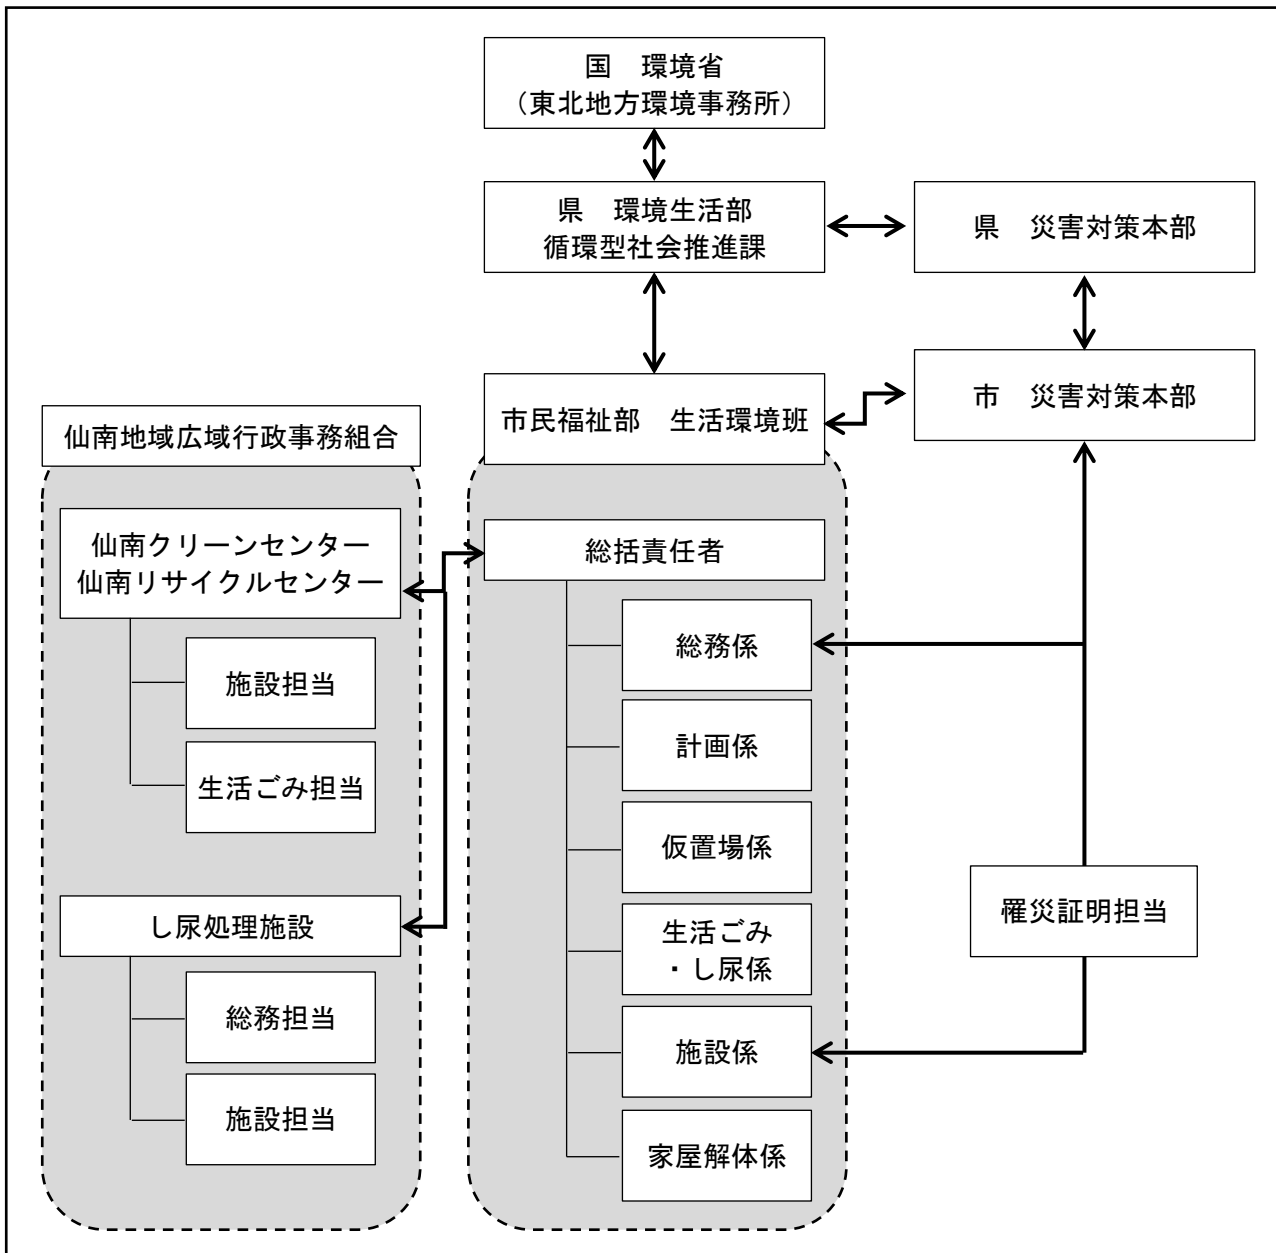 国　環境省
（東北地方環境事務所）
県　環境生活部
循環型社会推進課
県　災害対策本部
市　災害対策本部
市民福祉部　生活環境班
仙南地域広域行政事務組合
仙南クリーンセンター
仙南リサイクルセンター
施設担当
生活ごみ担当
し尿処理施設
総務担当
施設担当
総括責任者
総務係
計画係
仮置場係
生活ごみ
・し尿係
施設係
家屋解体係
罹災証明担当